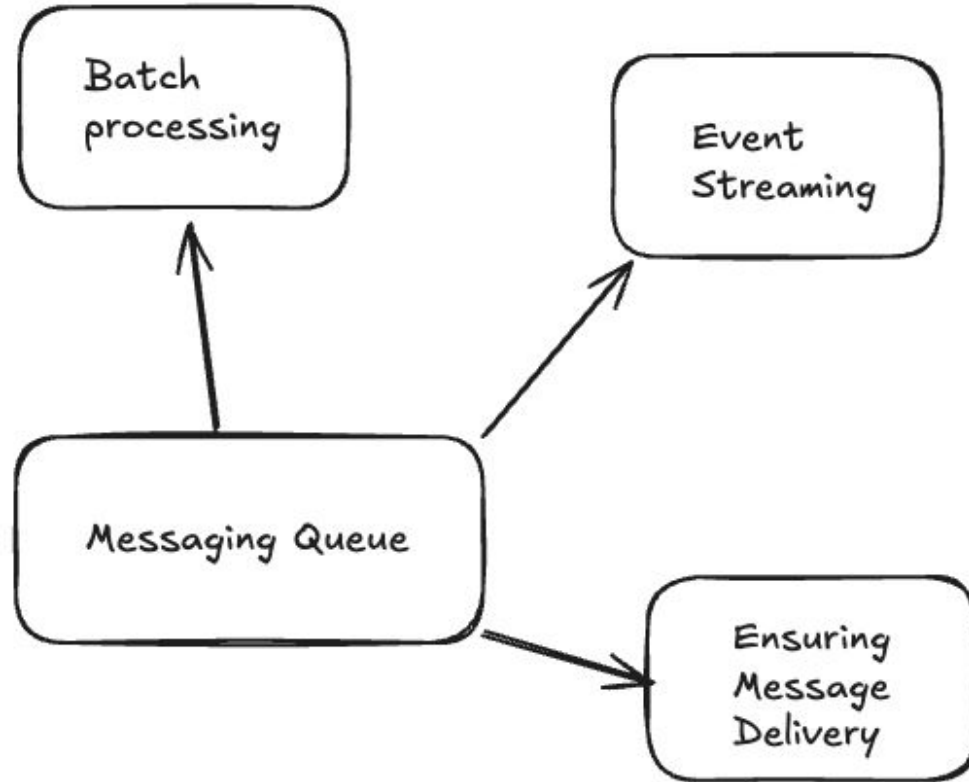 Batch
processing
Event
Streaming
Messaging Queue
Ensuring
Message
Delivery